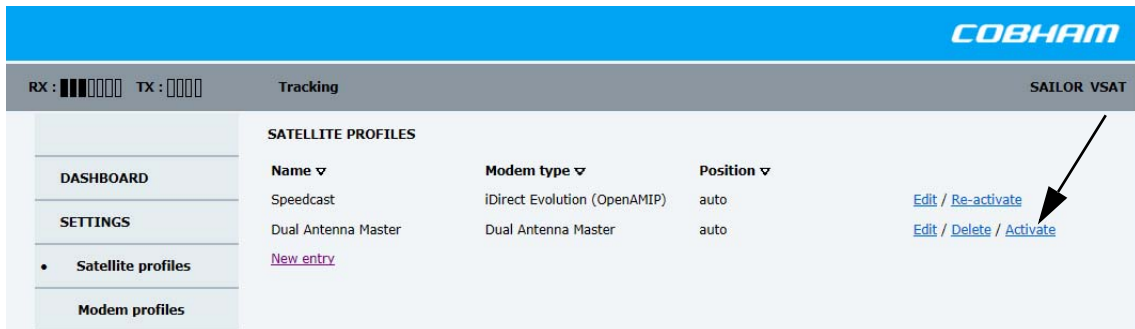 COBHAM
RX : TX : Tracking SAILOR VSAT
SATELLITE PROFILES
Name Modem type Position
DASHBOARD
Speedcast iDirect Evolution (OpenAMIP) auto Edit / Re-activate
SETTINGS
Dual Antenna Master Dual Antenna Master auto Edit / Delete / Activate
• Satellite profiles
New entry
Modem profiles